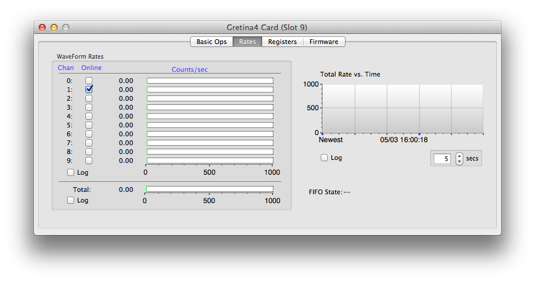 Gretina4 Card (Slot 9)
Basic Ops Rates Registers Firmware
WaveForm Rates
Chan Online Counts/sec
0: 0.00
1: 0.00
2: 0.00
3: 0.00
4: 0.00
5: 0.00
6: 0.00
7: 0.00
8: 0.00
9: 0.00
Log 0 500 1000
Total: 0.00
Log 0 500 1000
Total Rate vs. Time
1000
500
0
Newest 05/03 16:00:18
Log 5 secs
FIFO State: --